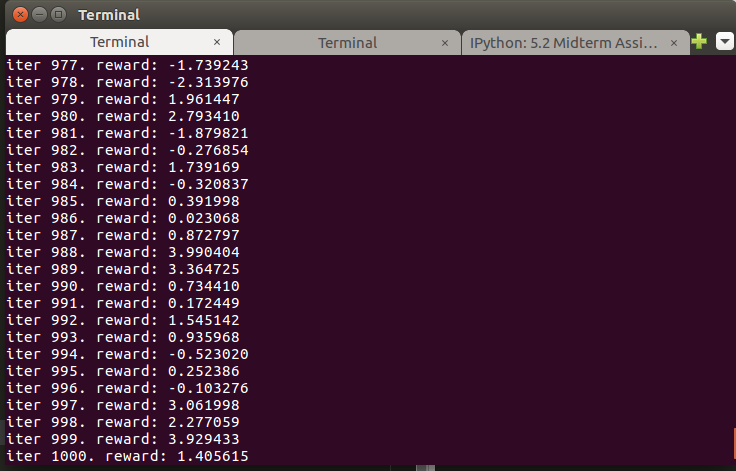 Terminal
Terminal
Terminal
IPython: 5.2 Midterm Assi...
iter 977. reward: -1.739243
iter 978. reward: -2.313976
iter 979. reward: 1.961447
iter 980. reward: 2.793410
iter 981. reward: -1.879821
iter 982. reward: -0.276854
iter 983. reward: 1.739169
iter 984. reward: -0.320837
iter 985. reward: 0.391998
iter 986. reward: 0.023068
iter 987. reward: 0.872797
iter 988. reward: 3.990404
iter 989. reward: 3.364725
iter 990. reward: 0.734410
iter 991. reward: 0.172449
iter 992. reward: 1.545142
iter 993. reward: 0.935968
iter 994. reward: -0.523020
iter 995. reward: 0.252386
iter 996. reward: -0.103276
iter 997. reward: 3.061998
iter 998. reward: 2.277059
iter 999. reward: 3.929433
iter 1000. reward: 1.405615